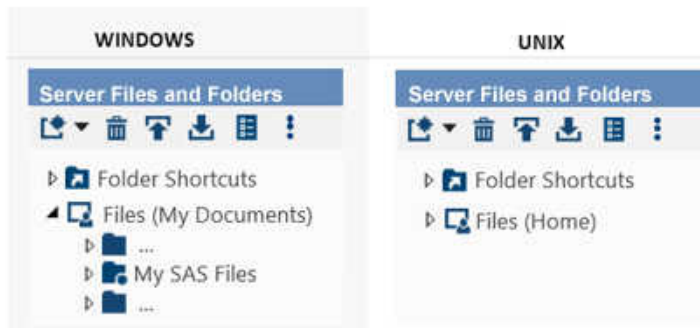 WINDOWS
Server Files and Folders
Folder Shortcuts
Files (My Documents)
...
My SAS Files
...
UNIX
Server Files and Folders
Folder Shortcuts
Files (Home)